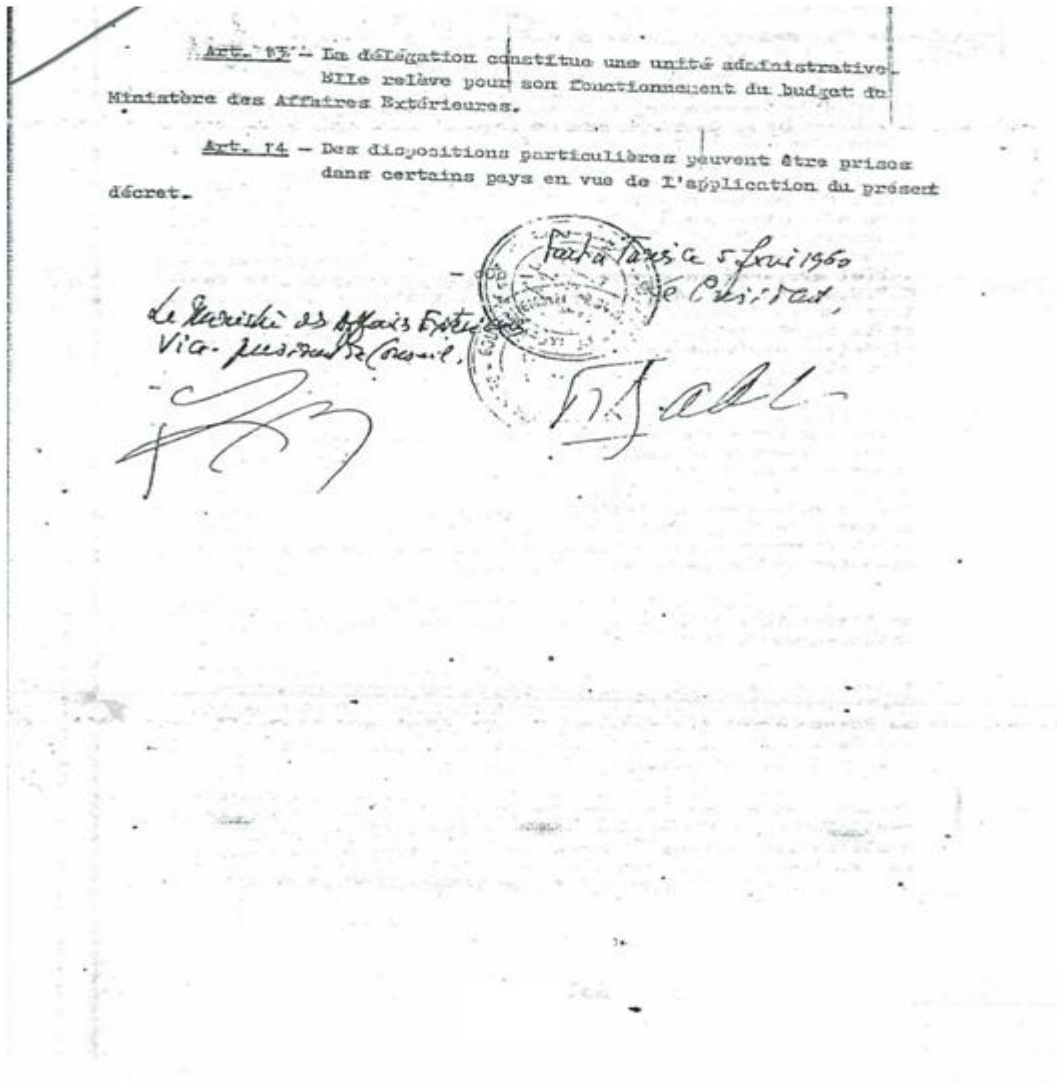 Art. 13 - La délégation constitue une unité administrative.
Elle relève pour son fonctionnement du budget du
Ministère des Affaires Extérieures.
Art. 14 - Des dispositions particulières peuvent être prises
dans certains pays en vue de l'application du présent
décret.
Fait à Tunis ce 5 1960
Le Président,
Le Ministre des Affaires Extérieures
Vice-président du Conseil,